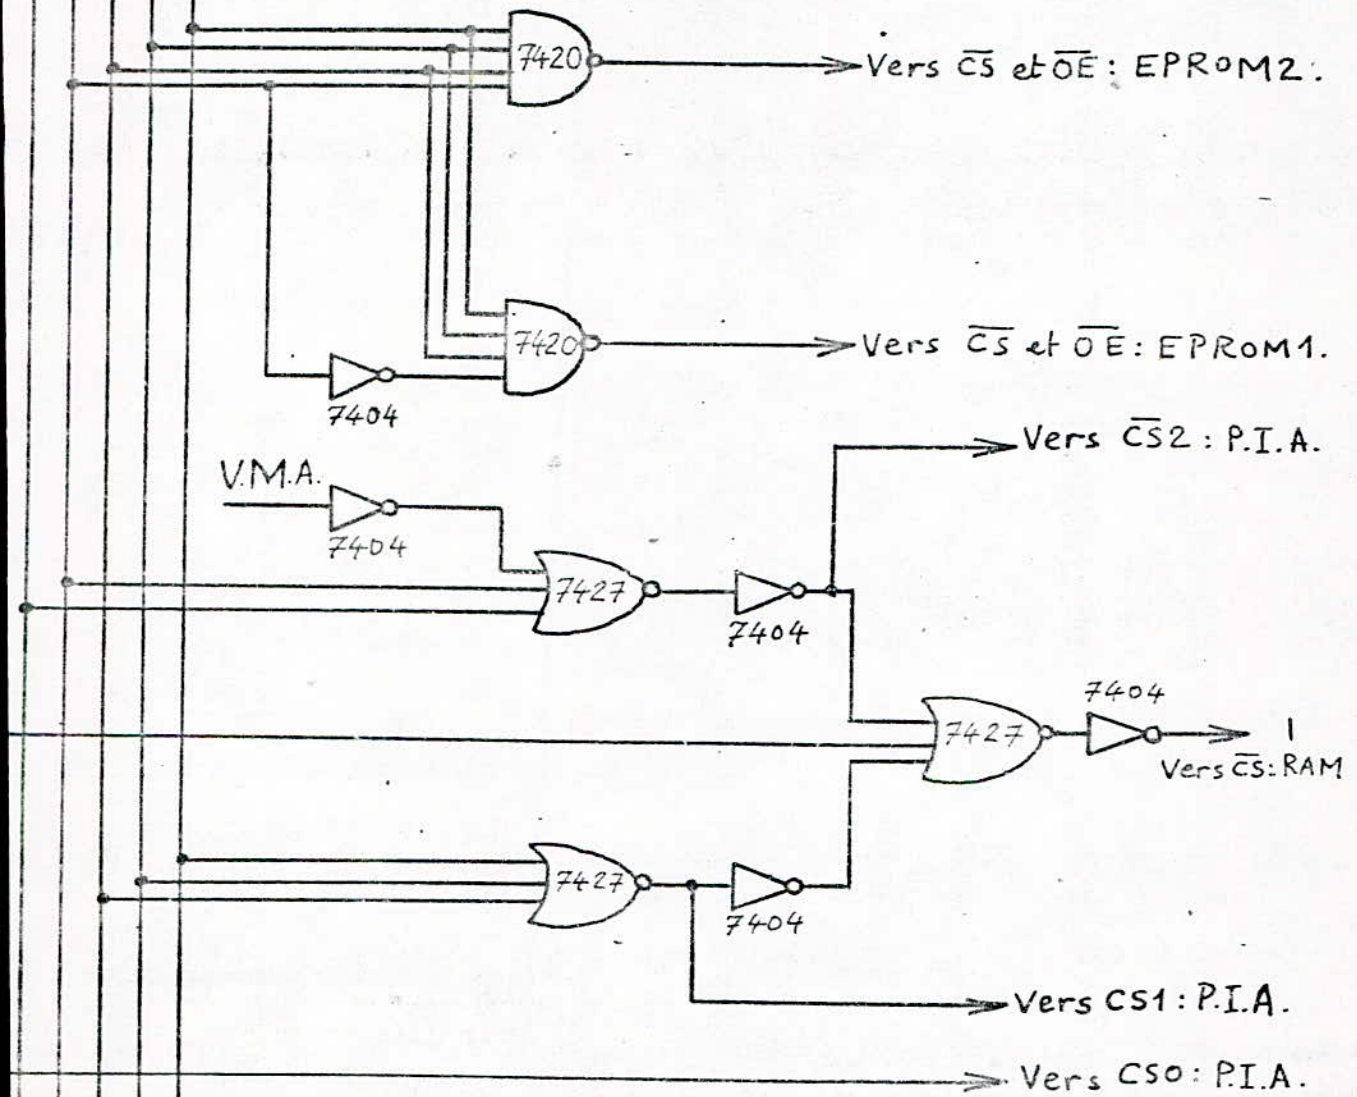 7420
Vers CS et OE : EPROM2.
7420
Vers CS et OE : EPROM1.
7404
Vers CS2 : P.I.A.
V.M.A.
7404
7427
7404
7404
7427
Vers CS : RAM
7427
7404
Vers CS1 : P.I.A.
Vers CS0 : P.I.A.